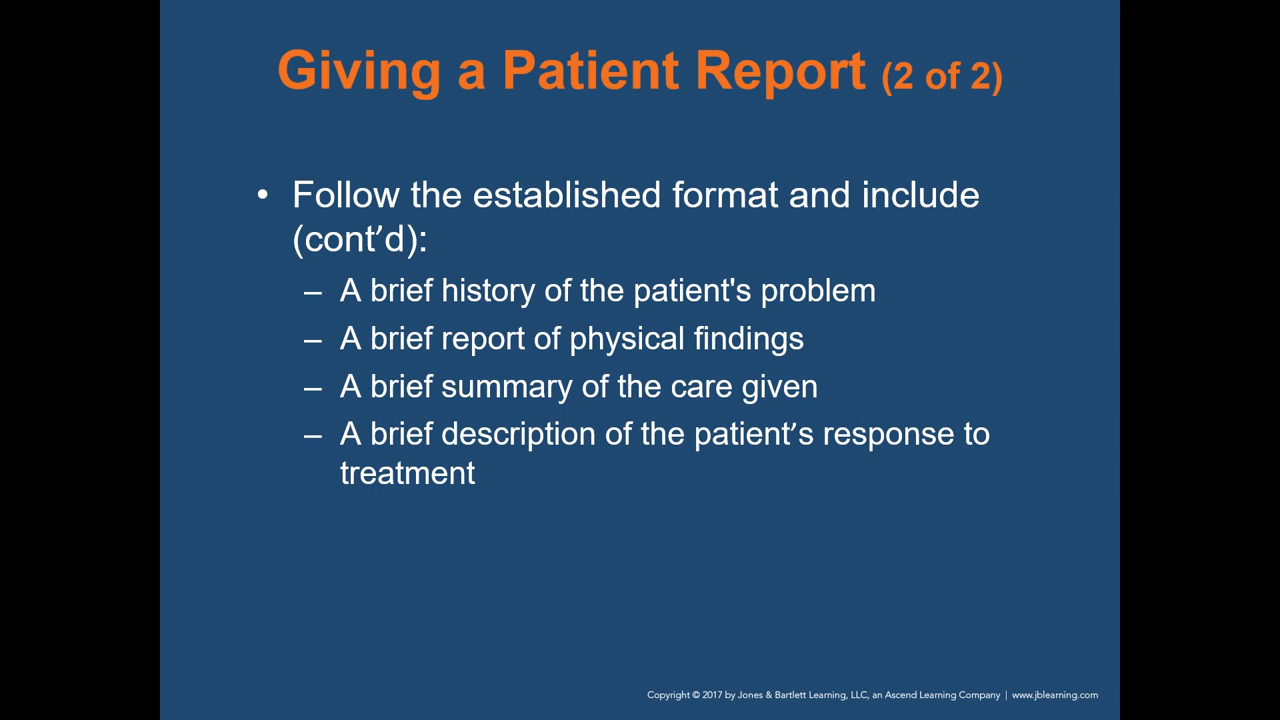 Giving a Patient Report (2 of 2)
• Follow the established format and include
(cont’d):
– A brief history of the patient's problem
– A brief report of physical findings
– A brief summary of the care given
– A brief description of the patient’s response to
treatment
Copyright © 2017 by Jones & Bartlett Learning, LLC, an Ascend Learning Company | www.jblearning.com